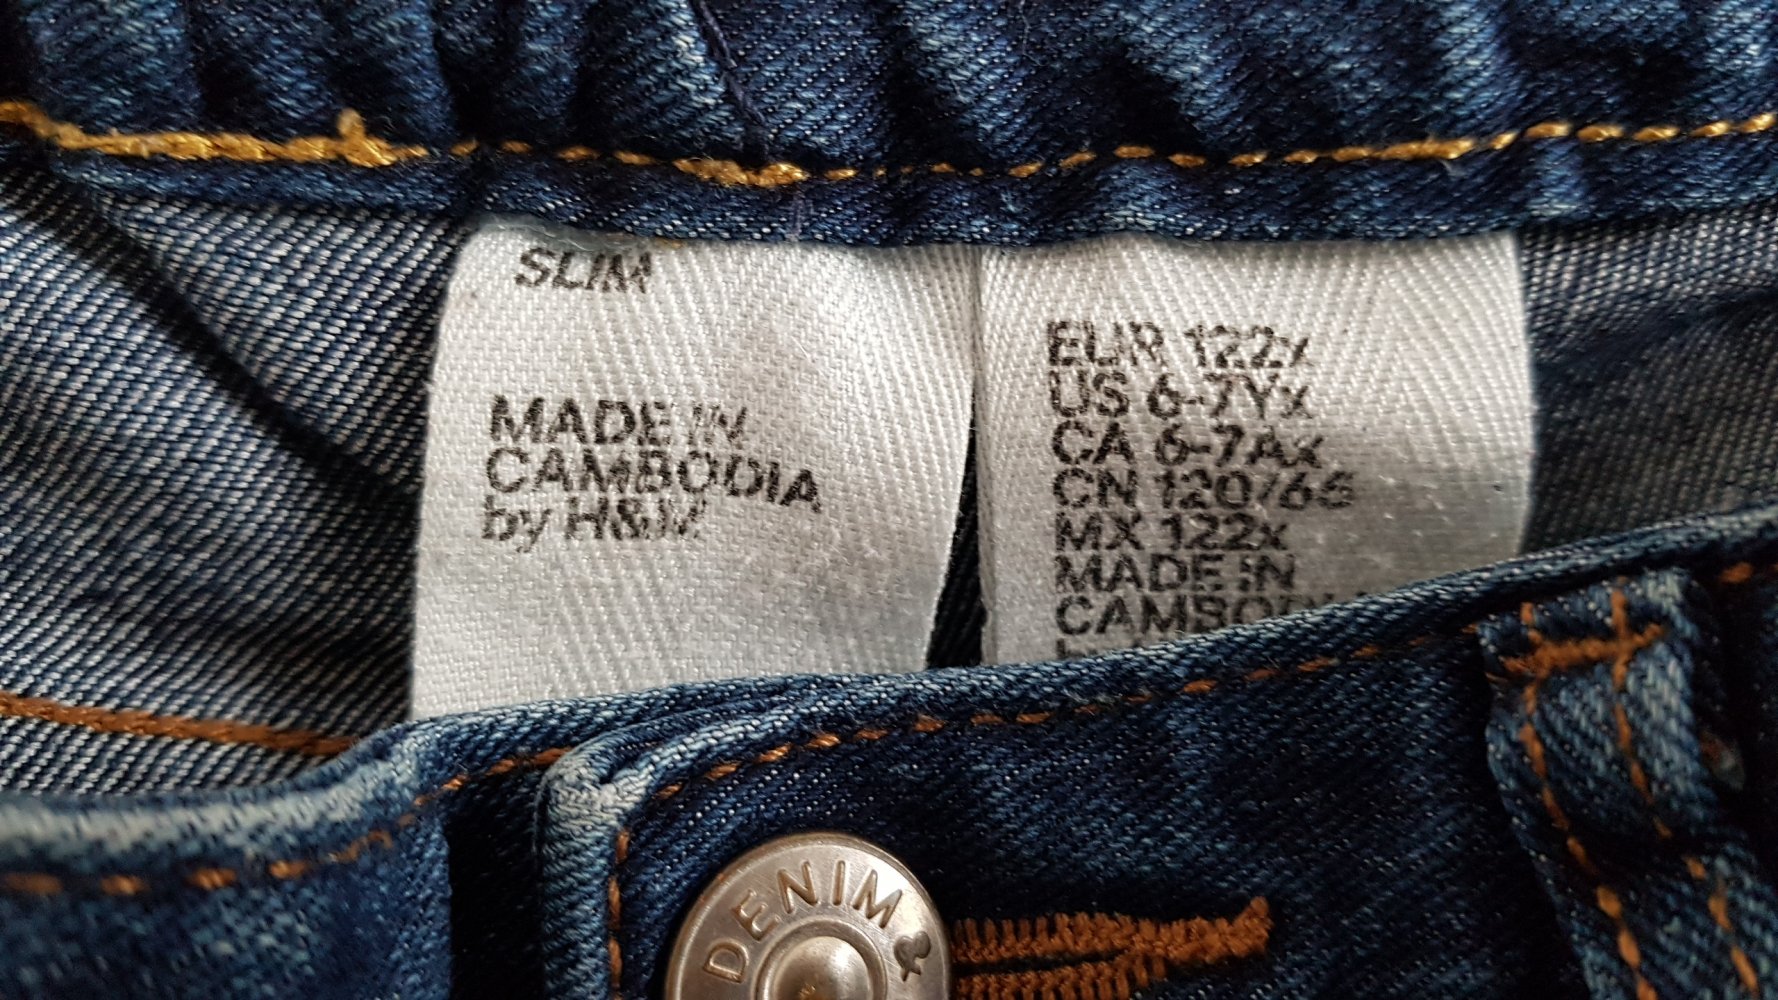 SLIM
MADE IN
CAMBODIA
by H&M
EUR 122x
US 6-7Yx
CA 6-7Ax
CN 120/66
MX 122x
MADE IN
CAMBODIA
DENIM &